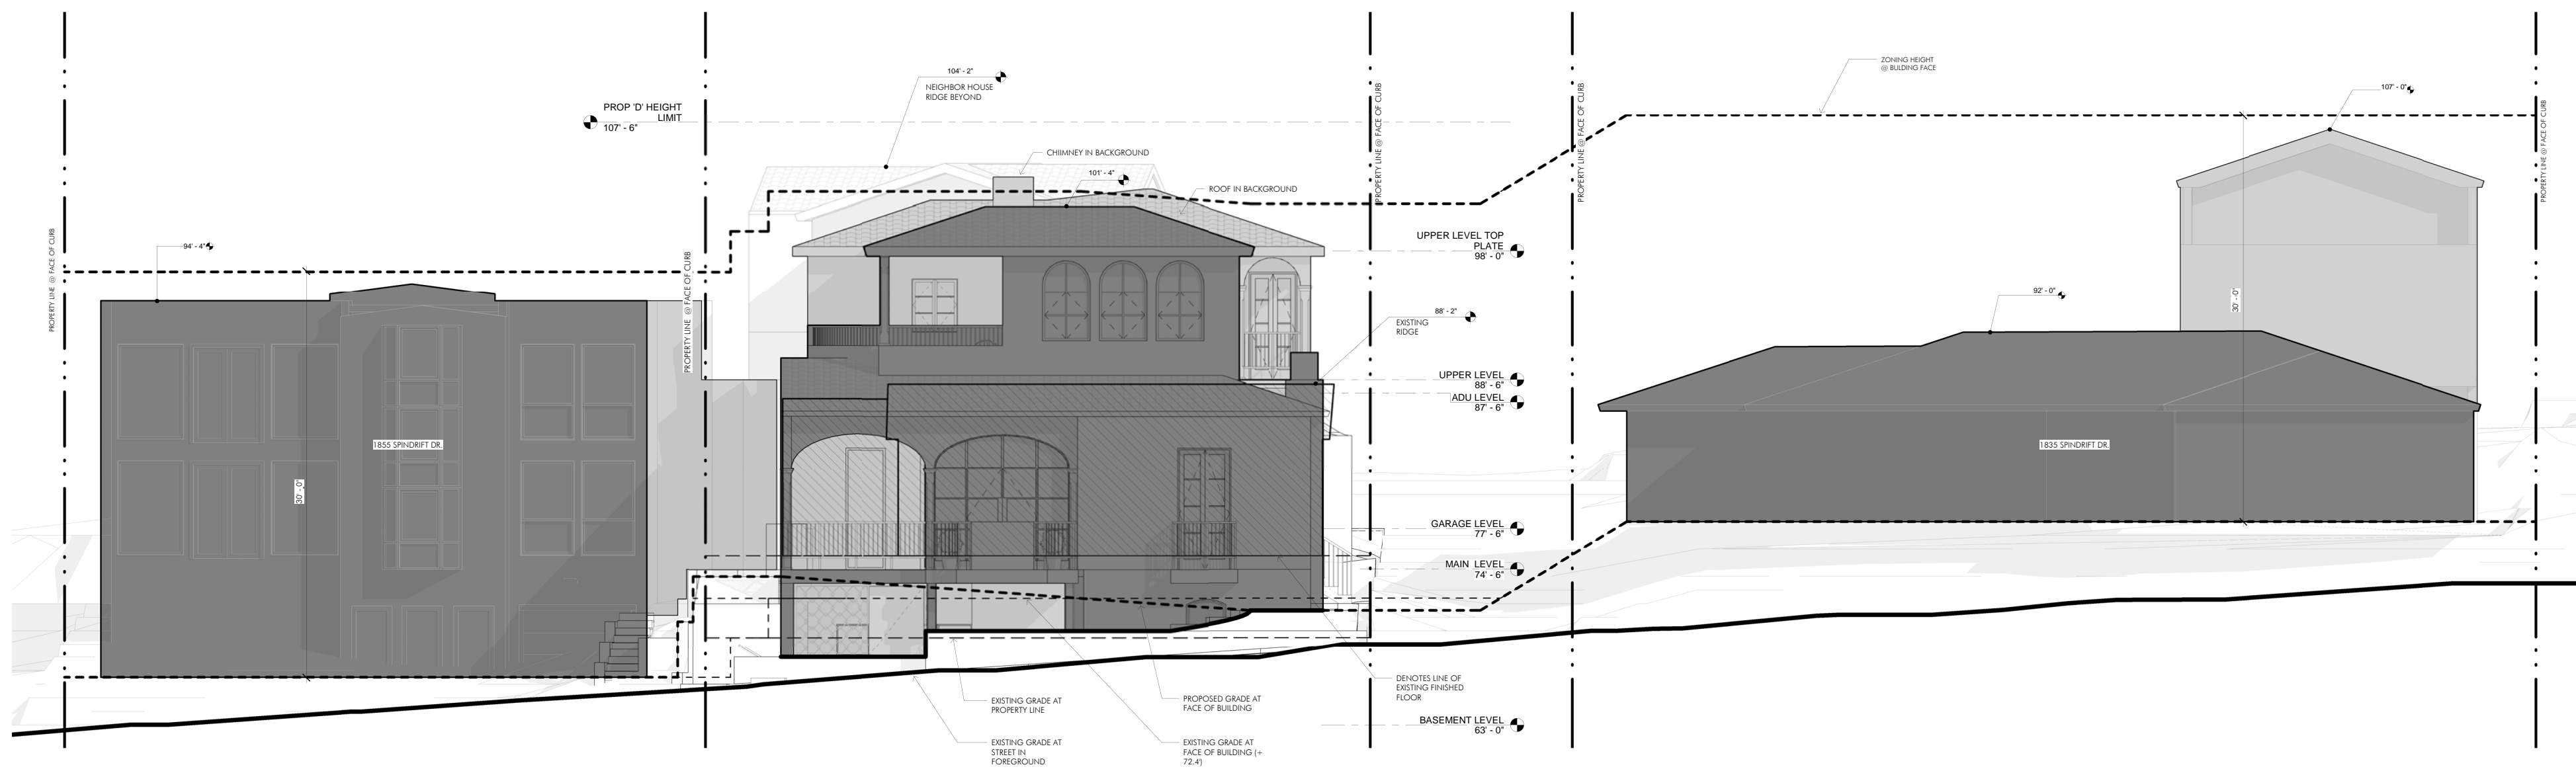 ZONING HEIGHT
@ BULDING FACE
104' - 2"
NEIGHBOR HOUSE
RIDGE BEYOND
107' - 0"
PROP 'D' HEIGHT
LIMIT
107' - 6"
CHIIMNEY IN BACKGROUND
101' - 4"
ROOF IN BACKGROUND
94' - 4"
UPPER LEVEL TOP
PLATE
98' - 0"
88' - 2"
EXISTING
RIDGE
92' - 0"
UPPER LEVEL
88' - 6"
ADU LEVEL
87' - 6"
1855 SPINDRIFT DR.
1835 SPINDRIFT DR.
30' - 0"
30' - 0"
GARAGE LEVEL
77' - 6"
MAIN LEVEL
74' - 6"
DENOTES LINE OF
EXISTING FINISHED
FLOOR
BASEMENT LEVEL
63' - 0"
EXISTING GRADE AT
PROPERTY LINE
PROPOSED GRADE AT
FACE OF BUILDING
EXISTING GRADE AT
STREET IN
FOREGROUND
EXISTING GRADE AT
FACE OF BUILDING (+
72.4')
PROPERTY LINE @ FACE OF CURB
PROPERTY LINE @ FACE OF CURB
PROPERTY LINE @ FACE OF CURB
PROPERTY LINE @ FACE OF CURB
PROPERTY LINE @ FACE OF CURB